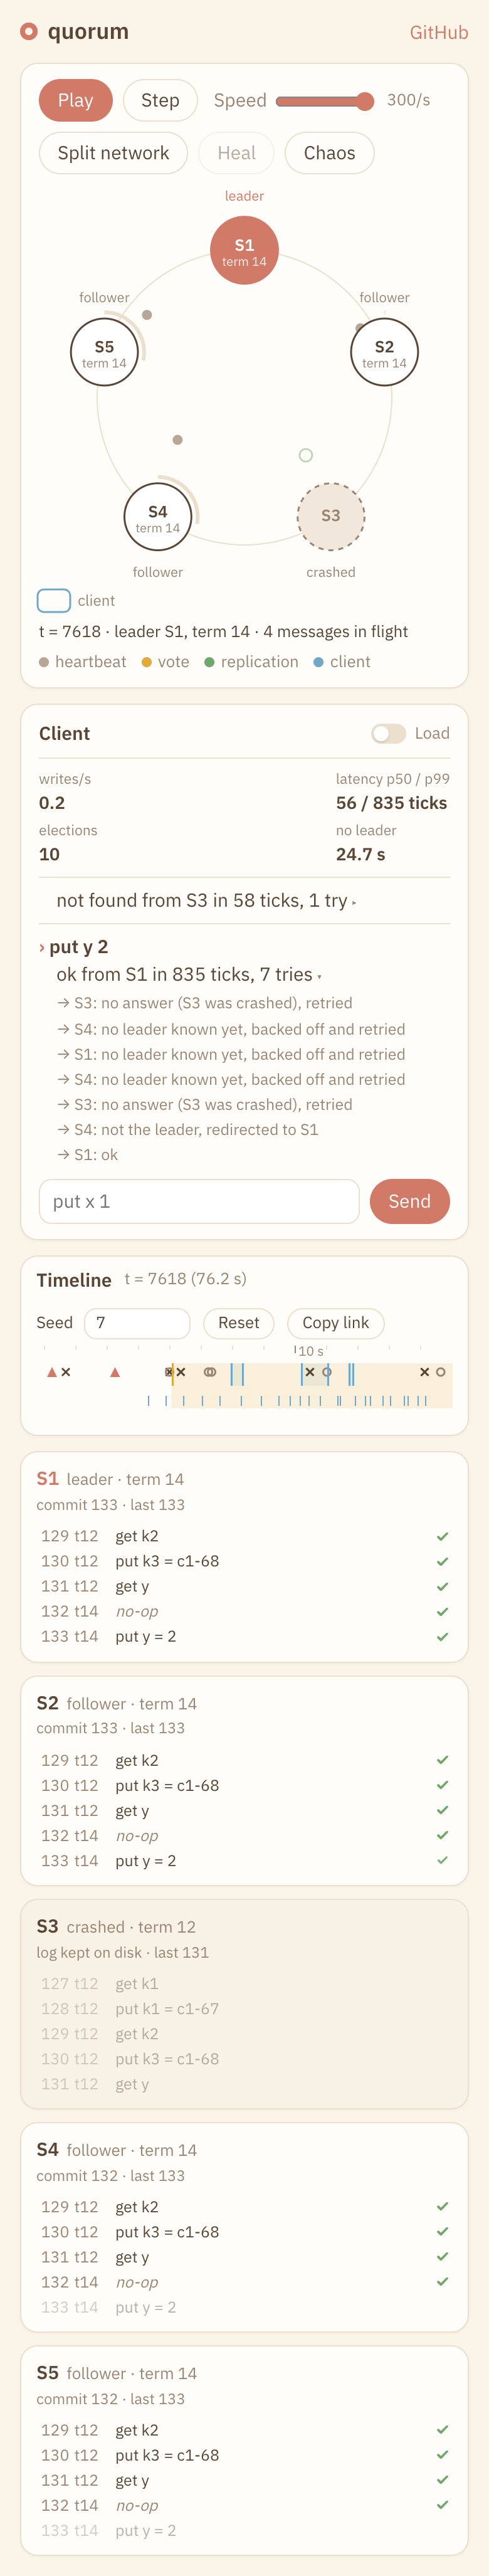 quorum GitHub
Play Step Speed 300/s
Split network Heal Chaos
leader
S1
term 14
follower follower
S5 S2
term 14 term 14
S4 S3
term 14
follower crashed
client
t = 7618 · leader S1, term 14 · 4 messages in flight
heartbeat vote replication client
Client Load
writes/s latency p50 / p99
0.2 56 / 835 ticks
elections no leader
10 24.7 s
not found from S3 in 58 ticks, 1 try ▸
› put y 2
ok from S1 in 835 ticks, 7 tries ▾
→ S3: no answer (S3 was crashed), retried
→ S4: no leader known yet, backed off and retried
→ S1: no leader known yet, backed off and retried
→ S4: no leader known yet, backed off and retried
→ S3: no answer (S3 was crashed), retried
→ S4: not the leader, redirected to S1
→ S1: ok
put x 1 Send
Timeline t = 7618 (76.2 s)
Seed 7 Reset Copy link
10 s
S1 leader · term 14
commit 133 · last 133
129 t12 get k2 ✓
130 t12 put k3 = c1-68 ✓
131 t12 get y ✓
132 t14 no-op ✓
133 t14 put y = 2 ✓
S2 follower · term 14
commit 133 · last 133
129 t12 get k2 ✓
130 t12 put k3 = c1-68 ✓
131 t12 get y ✓
132 t14 no-op ✓
133 t14 put y = 2 ✓
S3 crashed · term 12
log kept on disk · last 131
127 t12 get k1
128 t12 put k1 = c1-67
129 t12 get k2
130 t12 put k3 = c1-68
131 t12 get y
S4 follower · term 14
commit 132 · last 133
129 t12 get k2 ✓
130 t12 put k3 = c1-68 ✓
131 t12 get y ✓
132 t14 no-op ✓
133 t14 put y = 2
S5 follower · term 14
commit 132 · last 133
129 t12 get k2 ✓
130 t12 put k3 = c1-68 ✓
131 t12 get y ✓
132 t14 no-op ✓
133 t14 put y = 2